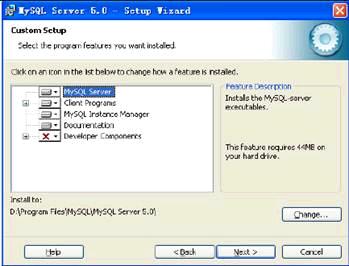 MySQL Server 5.0 - Setup Wizard
Custom Setup
Select the program features you want installed.
Click on an icon in the list below to change how a feature is installed.
MySQL Server
Client Programs
MySQL Instance Manager
Documentation
Developer Components
Feature Description
Installs the MySQL-server
executables.
This feature requires 44MB on
your hard drive.
Install to:
D:\Program Files\MySQL\MySQL Server 5.0\
Change...
Help
< Back
Next >
Cancel